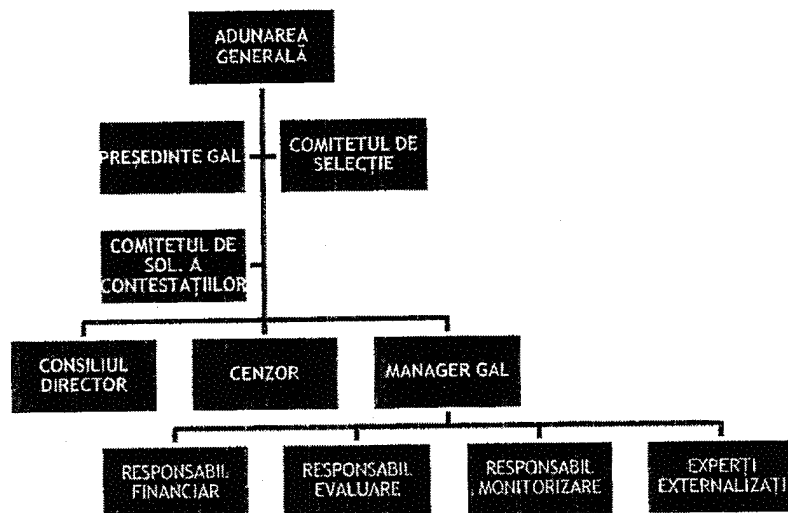 ADUNAREA
GENERALĂ
PREȘEDINTE GAL
COMITETUL DE
SELECȚIE
COMITETUL DE
SOL. A
CONTESTAȚIILOR
CONSILIUL
DIRECTOR
CENZOR
MANAGER GAL
RESPONSABIL
FINANCIAR
RESPONSABIL
EVALUARE
RESPONSABIL
MONITORIZARE
EXPERȚI
EXTERNALIZAȚI